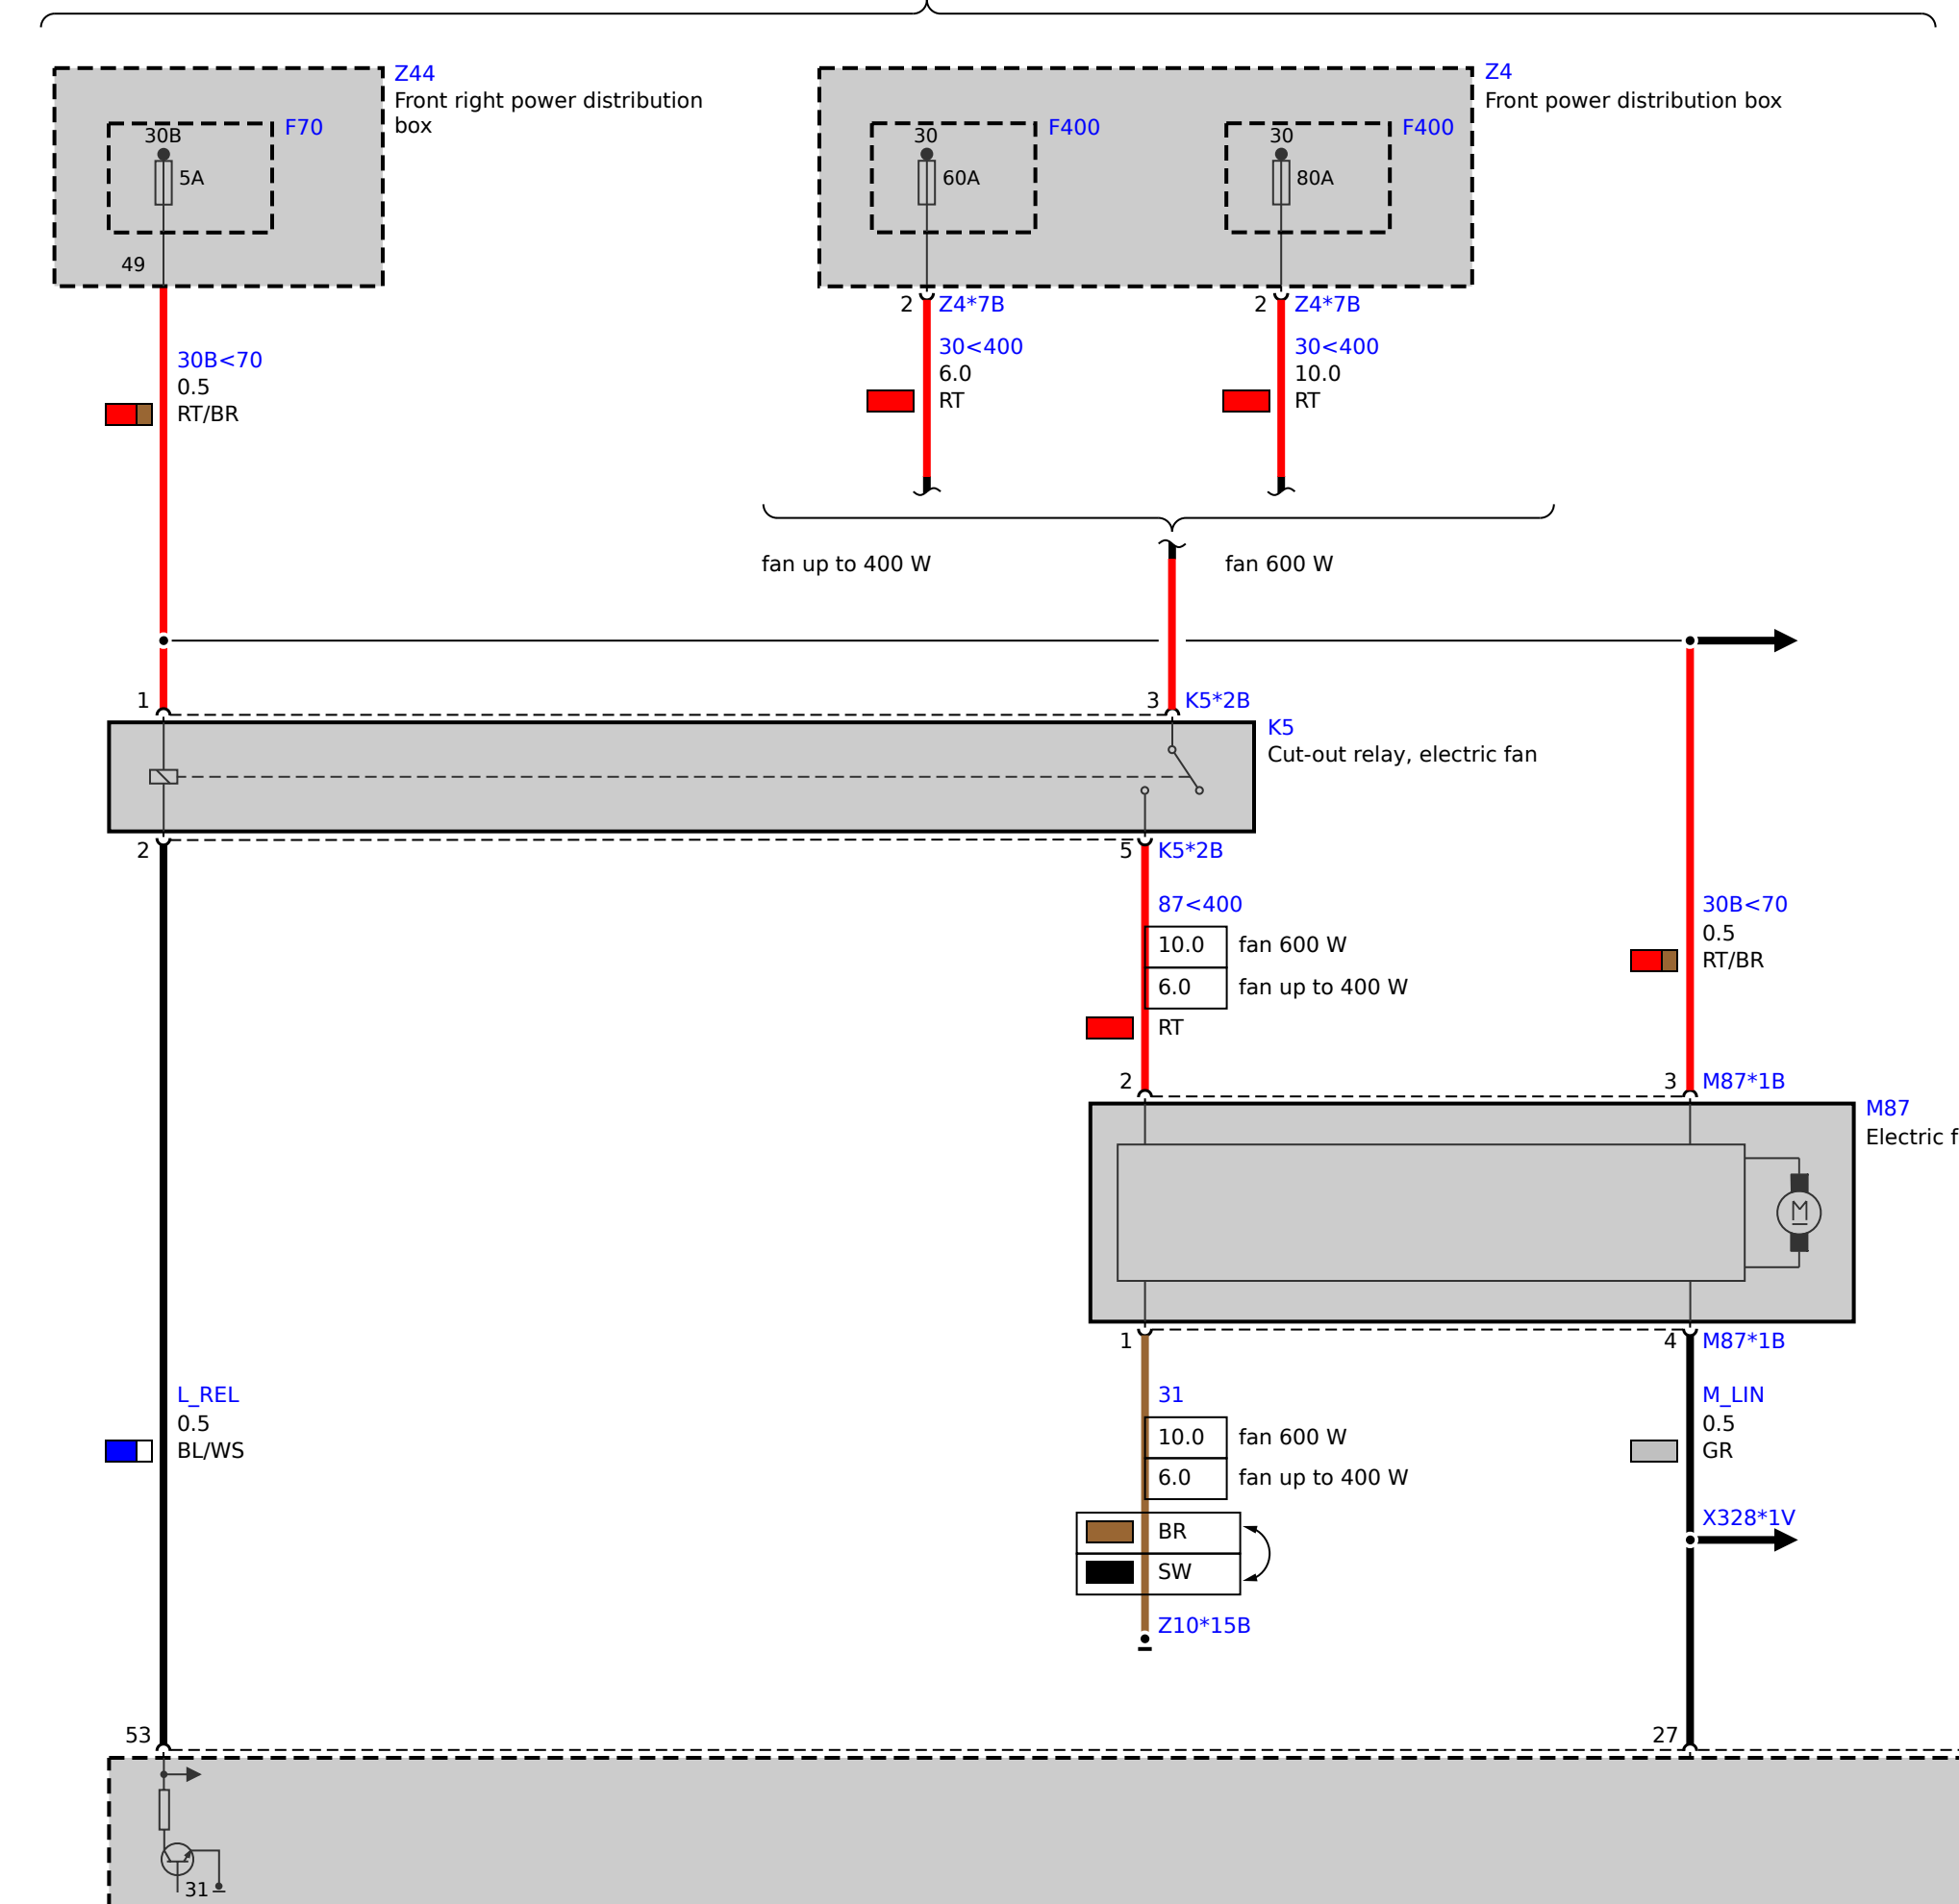 Z44
Front right power distribution
box
F70
30B
5A
49
Z4
Front power distribution box
F400
30
60A
F400
30
80A
2 Z4*7B
2 Z4*7B
30B<70
0.5
RT/BR
30<400
6.0
RT
30<400
10.0
RT
fan up to 400 W
fan 600 W
1
3 K5*2B
K5
Cut-out relay, electric fan
2
5 K5*2B
87<400
10.0 fan 600 W
6.0 fan up to 400 W
RT
30B<70
0.5
RT/BR
2
3 M87*1B
M87
Electric f
M
1
4 M87*1B
L_REL
0.5
BL/WS
31
10.0 fan 600 W
6.0 fan up to 400 W
BR
SW
Z10*15B
M_LIN
0.5
GR
X328*1V
53
27
31